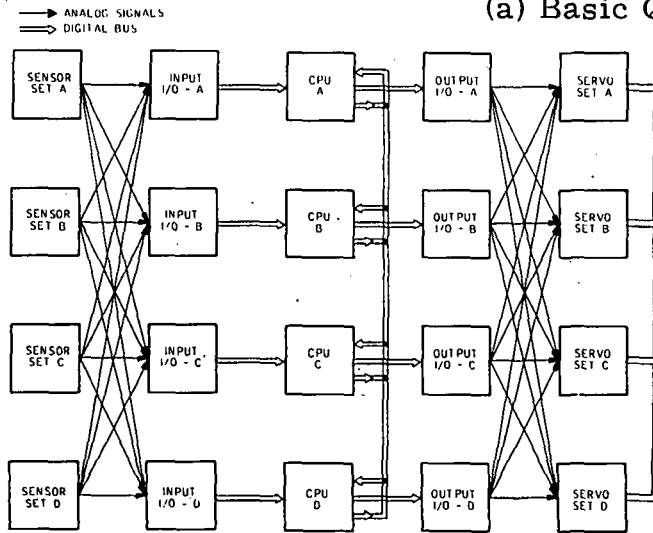 ANALOG SIGNALS
DIGITAL BUS
(a) Basic Q
SENSOR
SET A
INPUT
I/O - A
CPU
A
OUTPUT
I/O - A
SERVO
SET A
SENSOR
SET B
INPUT
I/O - B
CPU
B
OUTPUT
I/O - B
SERVO
SET B
SENSOR
SET C
INPUT
I/O - C
CPU
C
OUTPUT
I/O - C
SERVO
SET C
SENSOR
SET D
INPUT
I/O - D
CPU
D
OUTPUT
I/O - D
SERVO
SET D